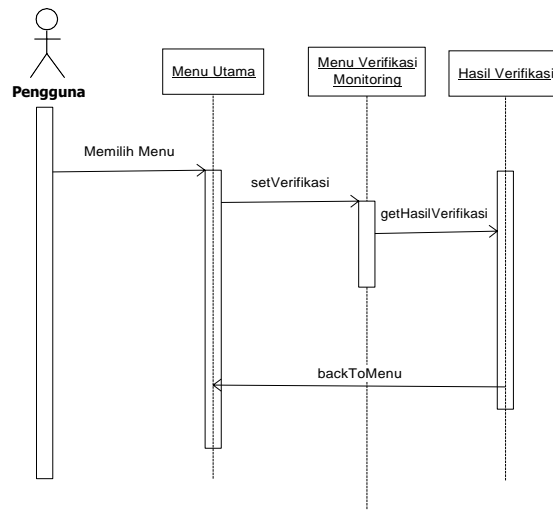 Pengguna
Menu Utama
Menu Verifikasi
Monitoring
Hasil Verifikasi
Memilih Menu
setVerifikasi
getHasilVerifikasi
backToMenu